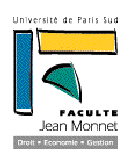 Université de Paris Sud
FACULTE
Jean Monnet
Droit • Economie • Gestion